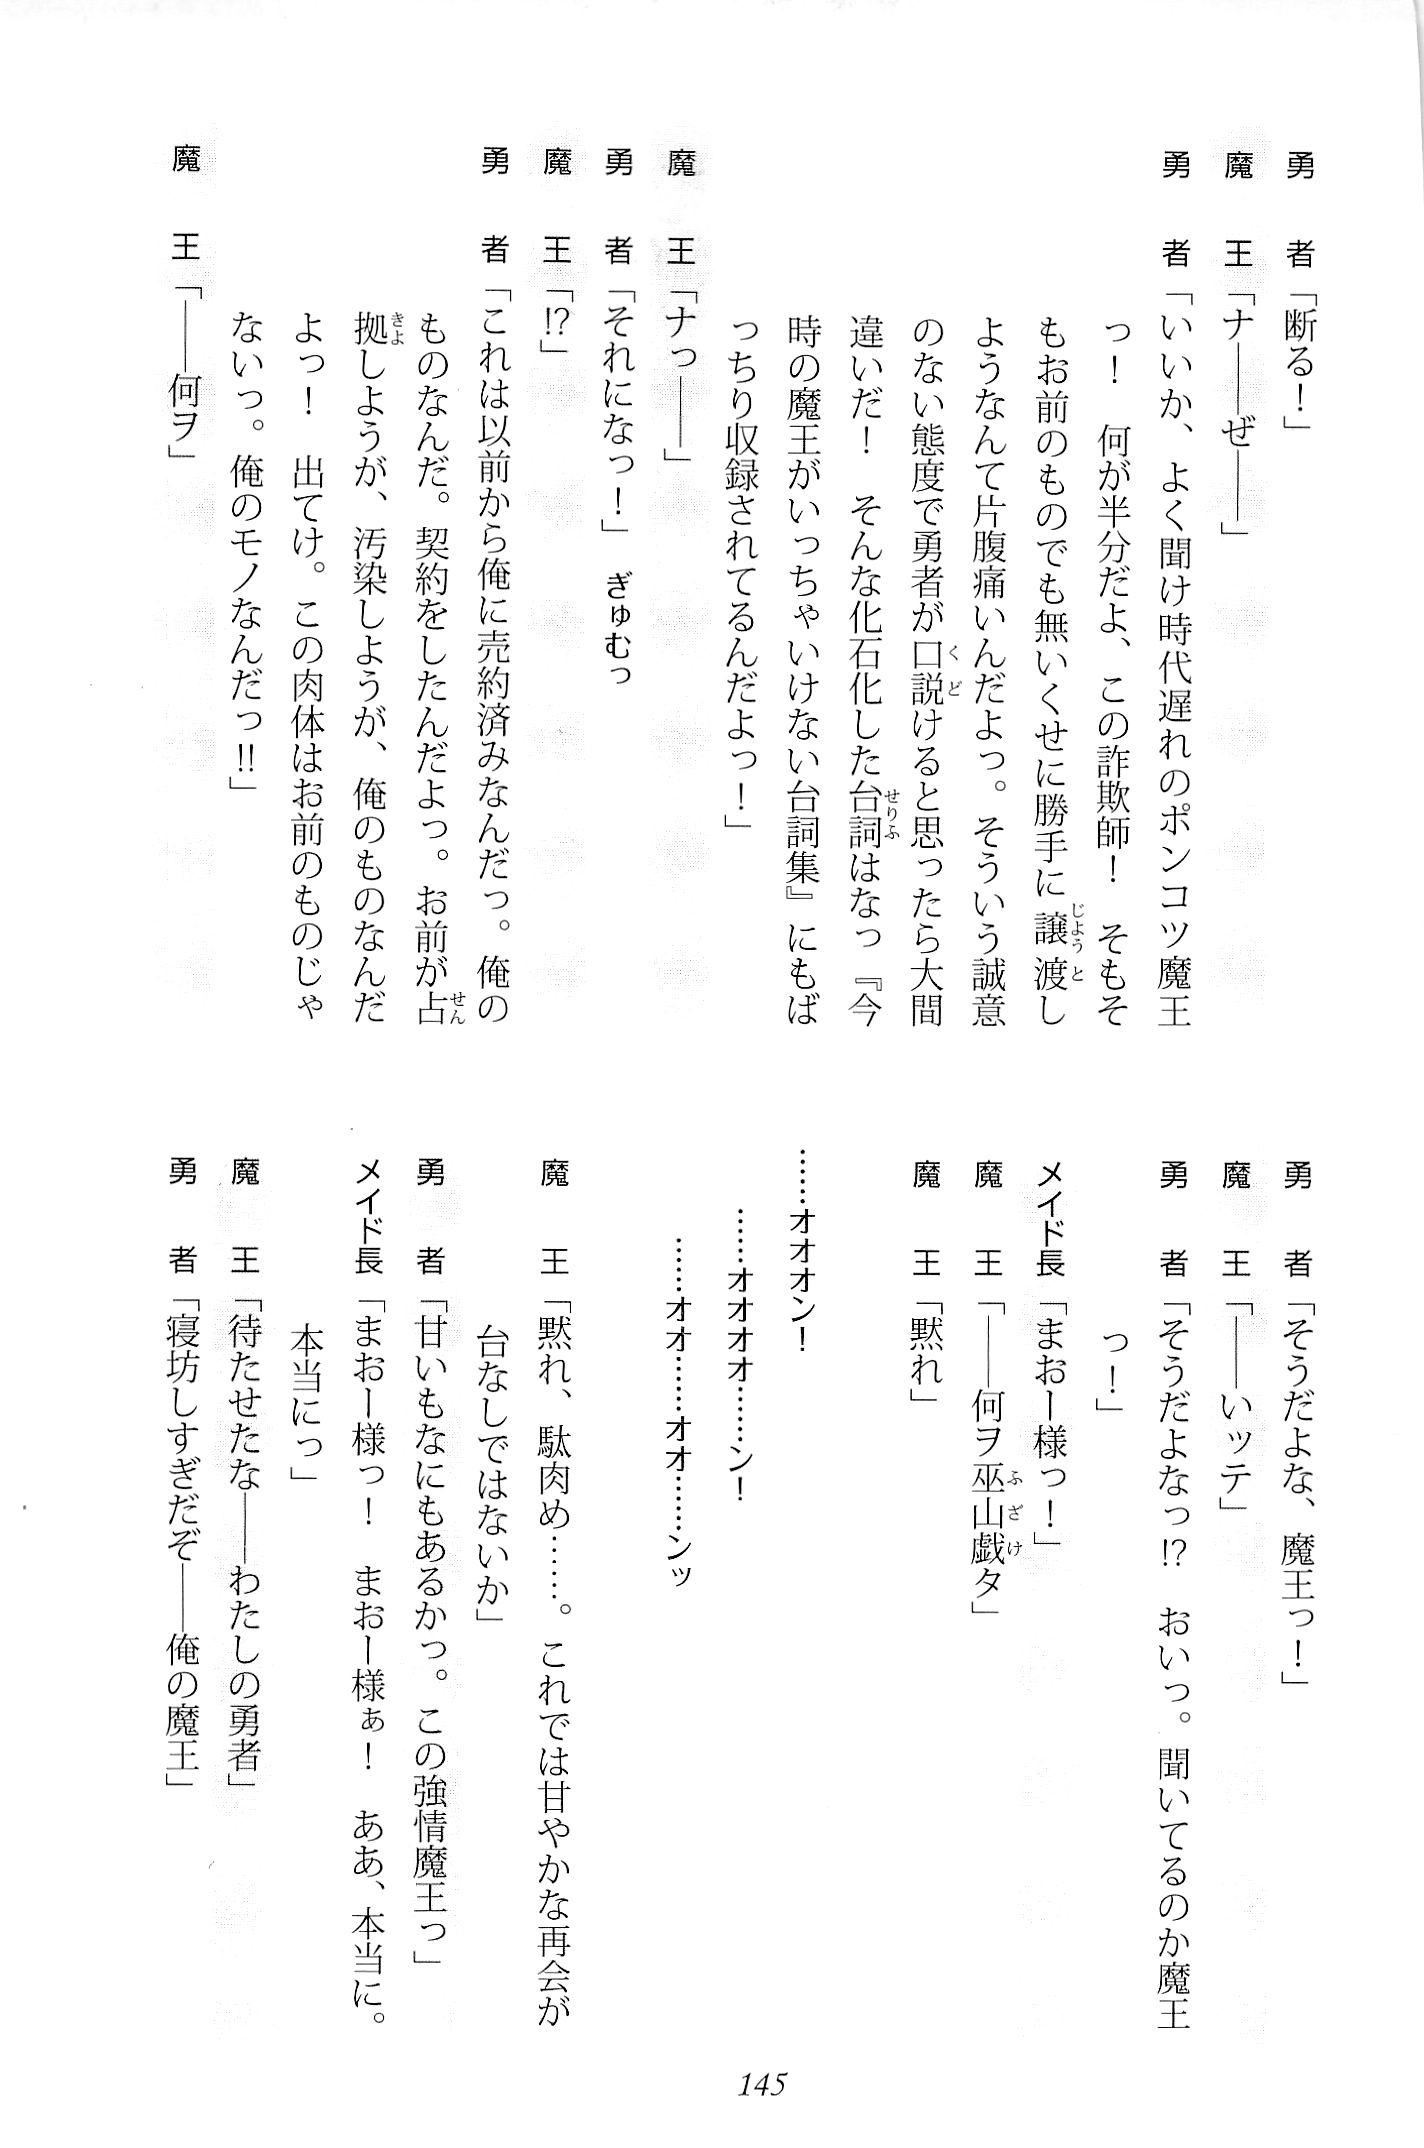 勇者「断る！」
魔王「ナ――ぜ――」
勇者「いいか、よく聞け時代遅れのポンコツ魔王
っ！　何が半分だよ、この詐欺師！　そもそ
もお前のものでも無いくせに勝手に譲渡し
ようなんて片腹痛いんだよっ。そういう誠意
のない態度で勇者が口説けると思ったら大間
違いだ！　そんな化石化した台詞はなっ『今
時の魔王がいっちゃいけない台詞集』にもば
っちり収録されてるんだよっ！」
魔王「ナっ――」
勇者「それになっ！」　ぎゅむっ
魔王「!?」
勇者「これは以前から俺に売約済みなんだっ。俺の
ものなんだ。契約をしたんだよっ。お前が占
拠しようが、汚染しようが、俺のものなんだ
よっ！　出てけ。この肉体はお前のものじゃ
ないっ。俺のモノなんだっ!!」
魔王「――何ヲ」
勇者「そうだよな、魔王っ！」
魔王「――いッテ」
勇者「そうだよなっ!?　おいっ。聞いてるのか魔王
っ！」
メイド長「まおー様っ！」
魔王「――何ヲ巫山戯タ」
魔王「黙れ」
……オオオン！
……オオオオ……ン！
……オオ……オオ……ンッ
魔王「黙れ、駄肉め……。これでは甘やかな再会が
台なしではないか」
勇者「甘いもなにもあるかっ。この強情魔王っ」
メイド長「まおー様っ！　まおー様ぁ！　ああ、本当に。
本当にっ」
魔王「待たせたな――わたしの勇者」
勇者「寝坊しすぎだぞ――俺の魔王」
145